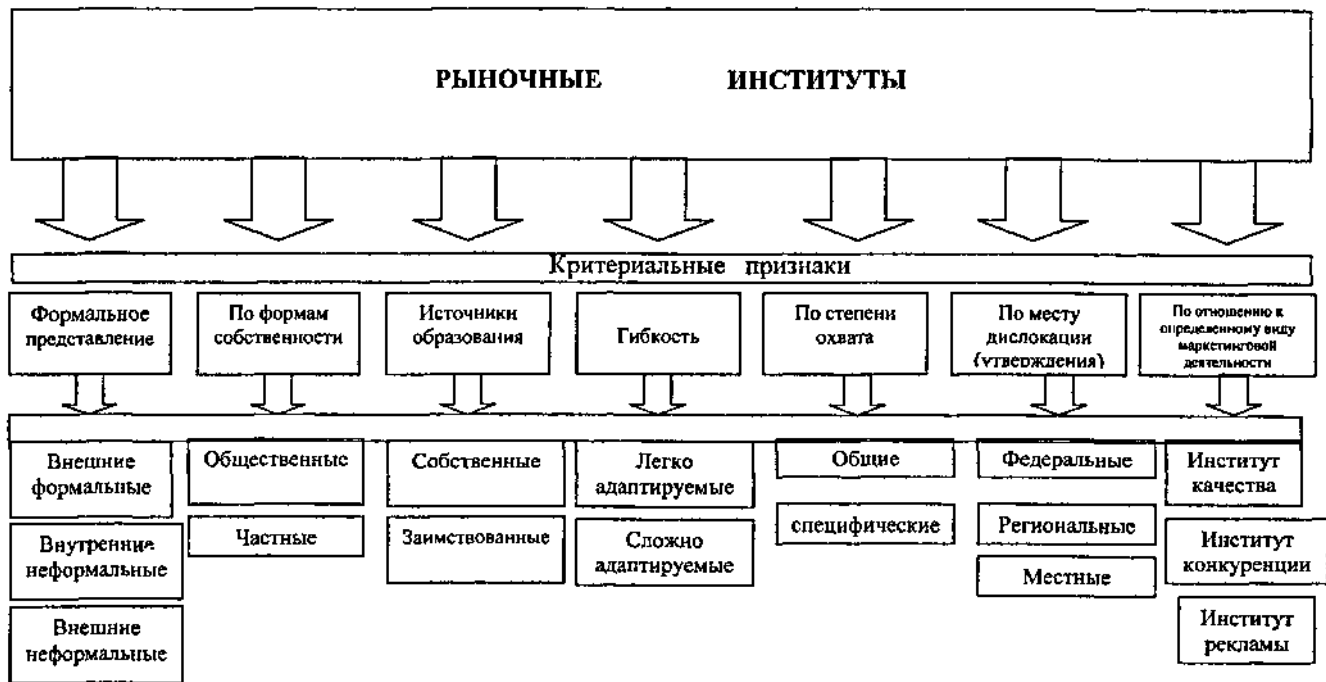 РЫНОЧНЫЕ ИНСТИТУТЫ
Критериальные признаки
Формальное
представление
По формам
собственности
Источники
образования
Гибкость
По степени
охвата
По месту
дислокации
(утверждения)
По отношению к
определенному виду
маркетинговой
деятельности
Внешние
формальные
Внутренние
неформальные
Внешние
неформальные
Общественные
Частные
Собственные
Заимствованные
Легко
адаптируемые
Сложно
адаптируемые
Общие
специфические
Федеральные
Региональные
Местные
Институт
качества
Институт
конкуренции
Институт
рекламы